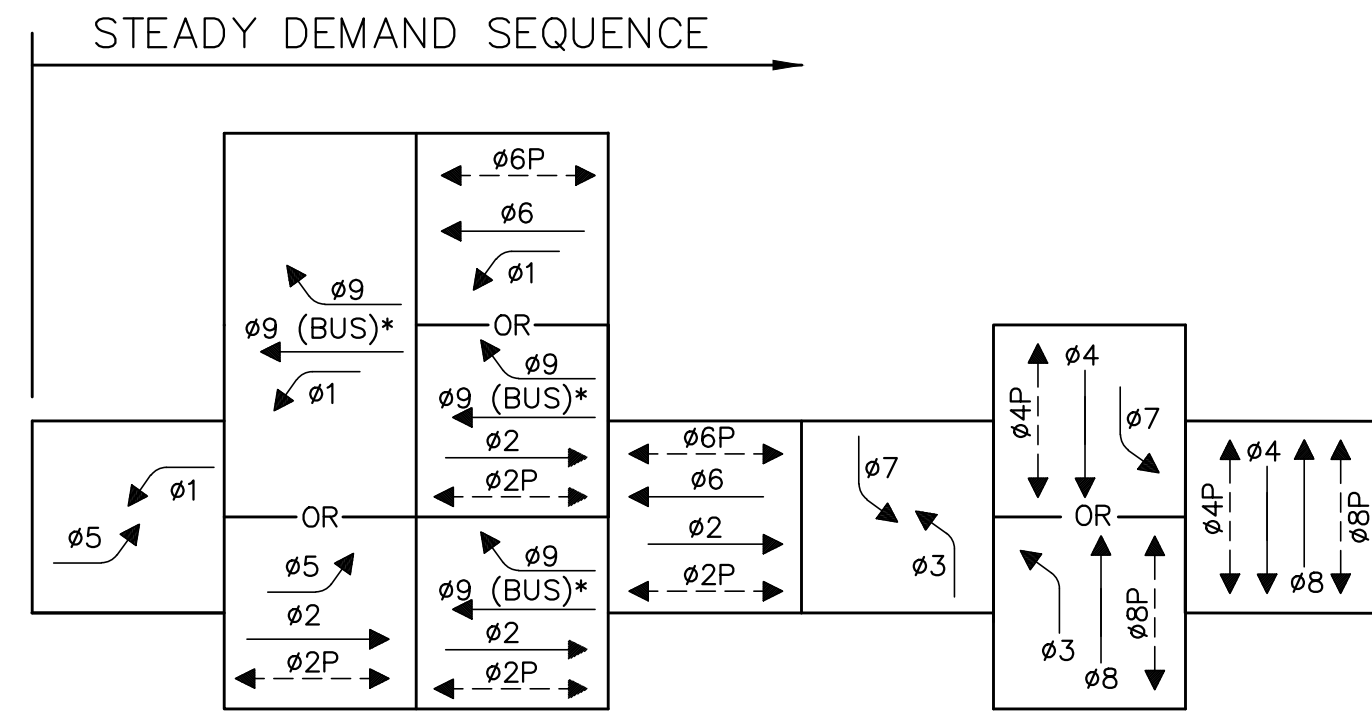 STEADY DEMAND SEQUENCE
ø1
ø5
ø9
ø9 (BUS)*
ø1
OR
ø5
ø2
ø2P
ø6P
ø6
ø1
OR
ø9
ø9 (BUS)*
ø2
ø2P
ø9
ø9 (BUS)*
ø2
ø2P
ø6P
ø6
ø2
ø2P
ø7
ø3
ø4P
ø4
ø7
OR
ø3
ø8
ø8P
ø4P
ø4
ø8
ø8P